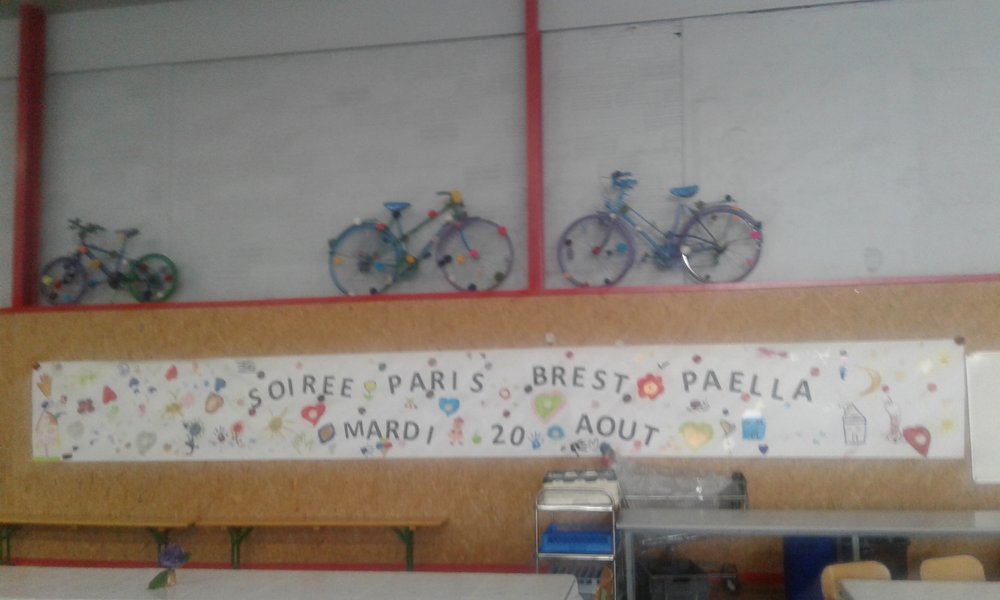 SOIREE PARIS BREST PAELLA
MARDI 20 AOUT